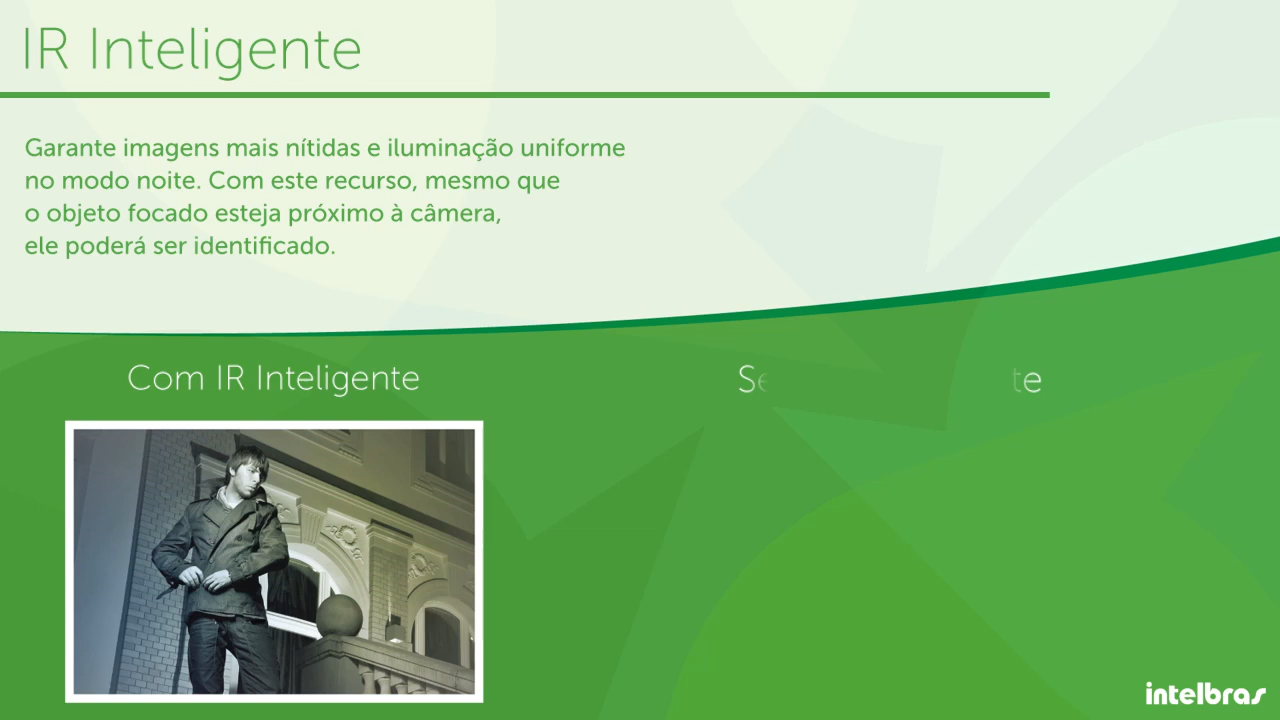 IR Inteligente
Garante imagens mais nítidas e iluminação uniforme
no modo noite. Com este recurso, mesmo que
o objeto focado esteja próximo à câmera,
ele poderá ser identificado.
Com IR Inteligente
intelbras